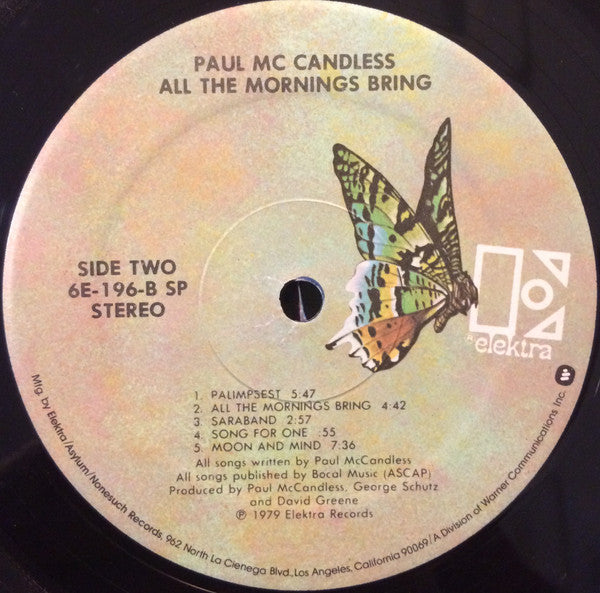 PAUL MC CANDLESS
ALL THE MORNINGS BRING
SIDE TWO
6E-196-B SP
STEREO
elektra
1. PALIMPSEST 5:47
2. ALL THE MORNINGS BRING 4:42
3. SARABAND 2:57
4. SONG FOR ONE :55
5. MOON AND MIND 7:36
All songs written by Paul McCandless
All songs published by Bocal Music (ASCAP)
Produced by Paul McCandless, George Schutz
and David Greene
℗ 1979 Elektra Records
Mfg. by Elektra/Asylum/Nonesuch Records, 962 North La Cienega Blvd., Los Angeles, California 90069/A Division of Warner Communications Inc.